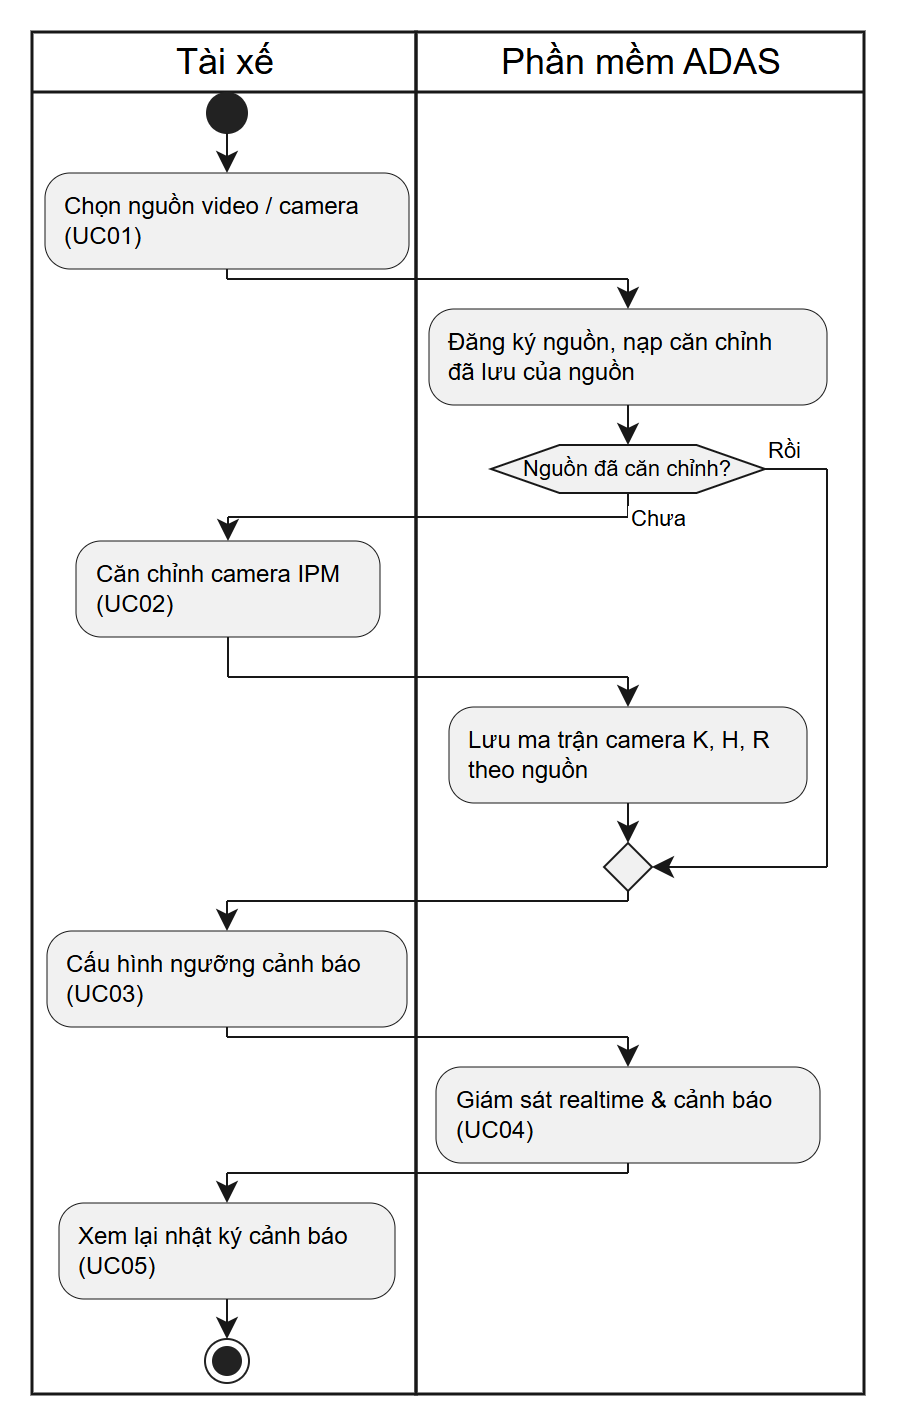 Tài xế
Phần mềm ADAS
Chọn nguồn video / camera
(UC01)
Đăng ký nguồn, nạp căn chỉnh
đã lưu của nguồn
Nguồn đã căn chỉnh?
Rồi
Chưa
Căn chỉnh camera IPM
(UC02)
Lưu ma trận camera K, H, R
theo nguồn
Cấu hình ngưỡng cảnh báo
(UC03)
Giám sát realtime & cảnh báo
(UC04)
Xem lại nhật ký cảnh báo
(UC05)